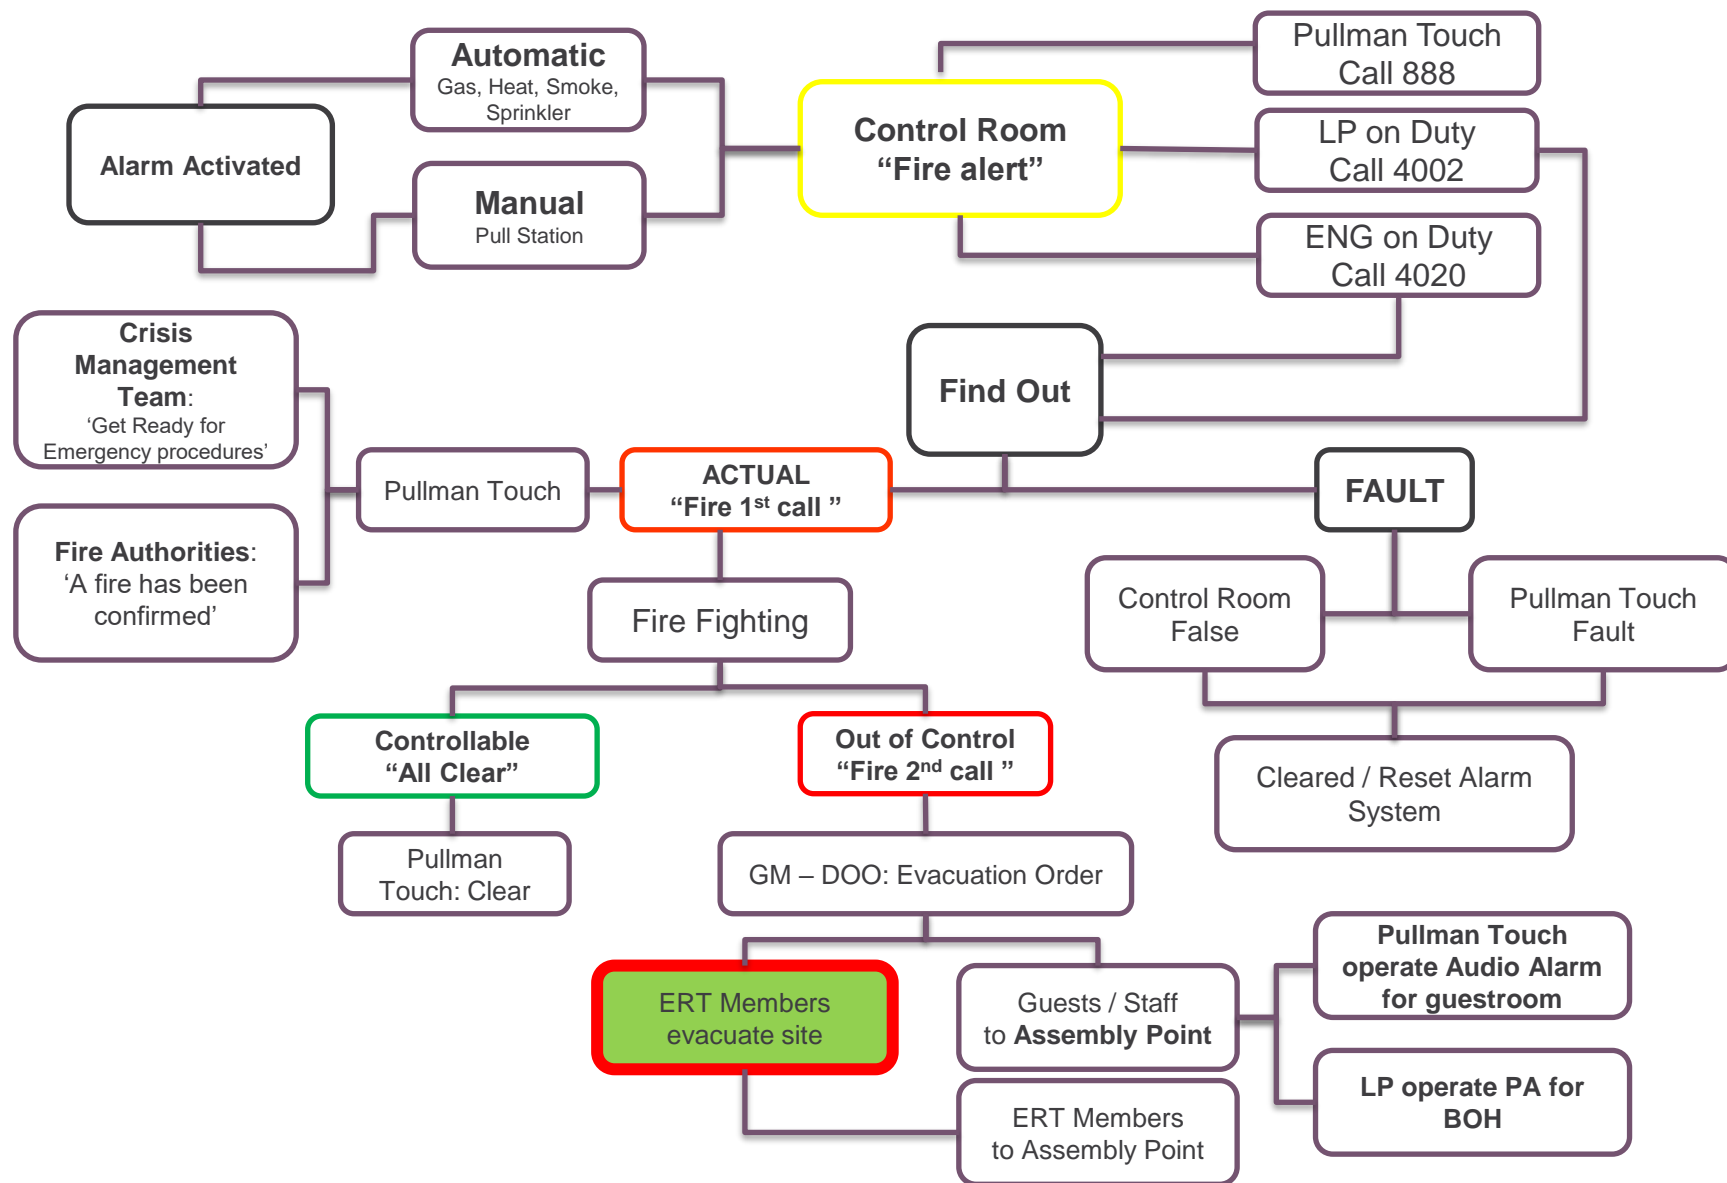 Automatic
Gas, Heat, Smoke,
Sprinkler
Alarm Activated
Manual
Pull Station
Control Room
“Fire alert”
Pullman Touch
Call 888
LP on Duty
Call 4002
ENG on Duty
Call 4020
Find Out
Crisis
Management
Team:
‘Get Ready for
Emergency procedures’
Fire Authorities:
‘A fire has been
confirmed’
Pullman Touch
ACTUAL
“Fire 1st call ”
FAULT
Fire Fighting
Control Room
False
Pullman Touch
Fault
Controllable
“All Clear”
Out of Control
“Fire 2nd call ”
Cleared / Reset Alarm
System
Pullman
Touch: Clear
GM – DOO: Evacuation Order
ERT Members
evacuate site
Guests / Staff
to Assembly Point
Pullman Touch
operate Audio Alarm
for guestroom
LP operate PA for
BOH
ERT Members
to Assembly Point